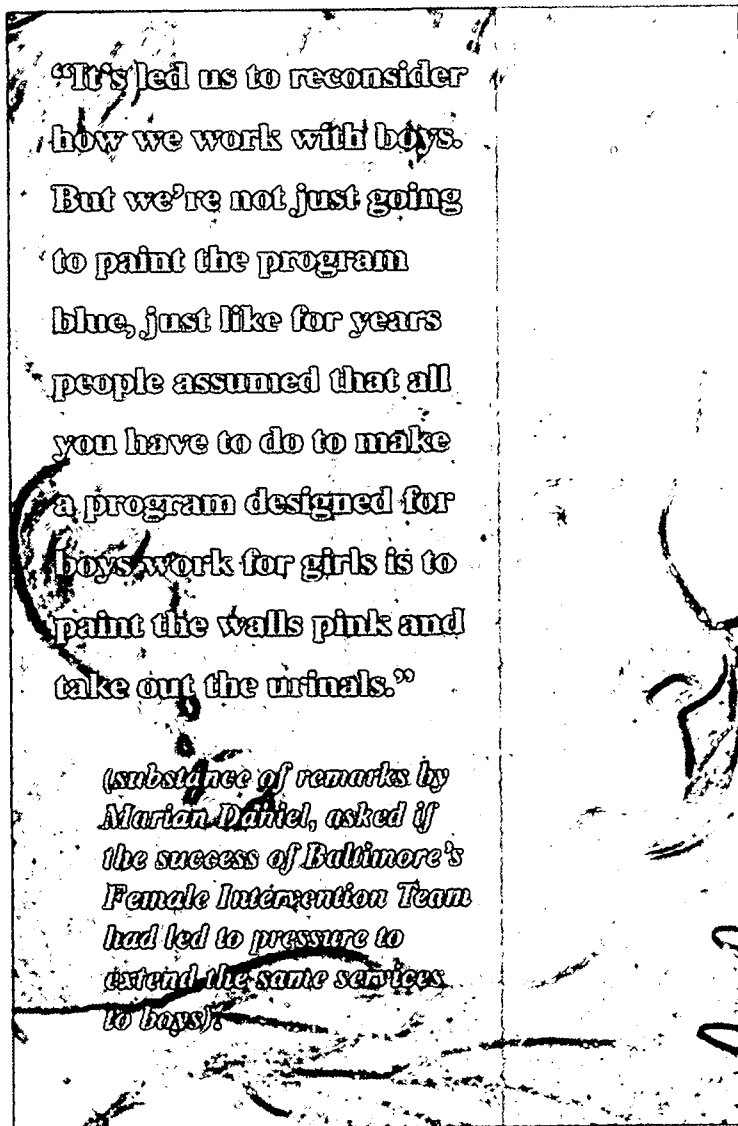 “It’s led us to reconsider
how we work with boys.
But we’re not just going
to paint the program
blue, just like for years
people assumed that all
you have to do to make
a program designed for
boys work for girls is to
paint the walls pink and
take out the urinals.”
(substance of remarks by
Marian Daniel, asked if
the success of Baltimore’s
Female Intervention Team
had led to pressure to
extend the same services
to boys).